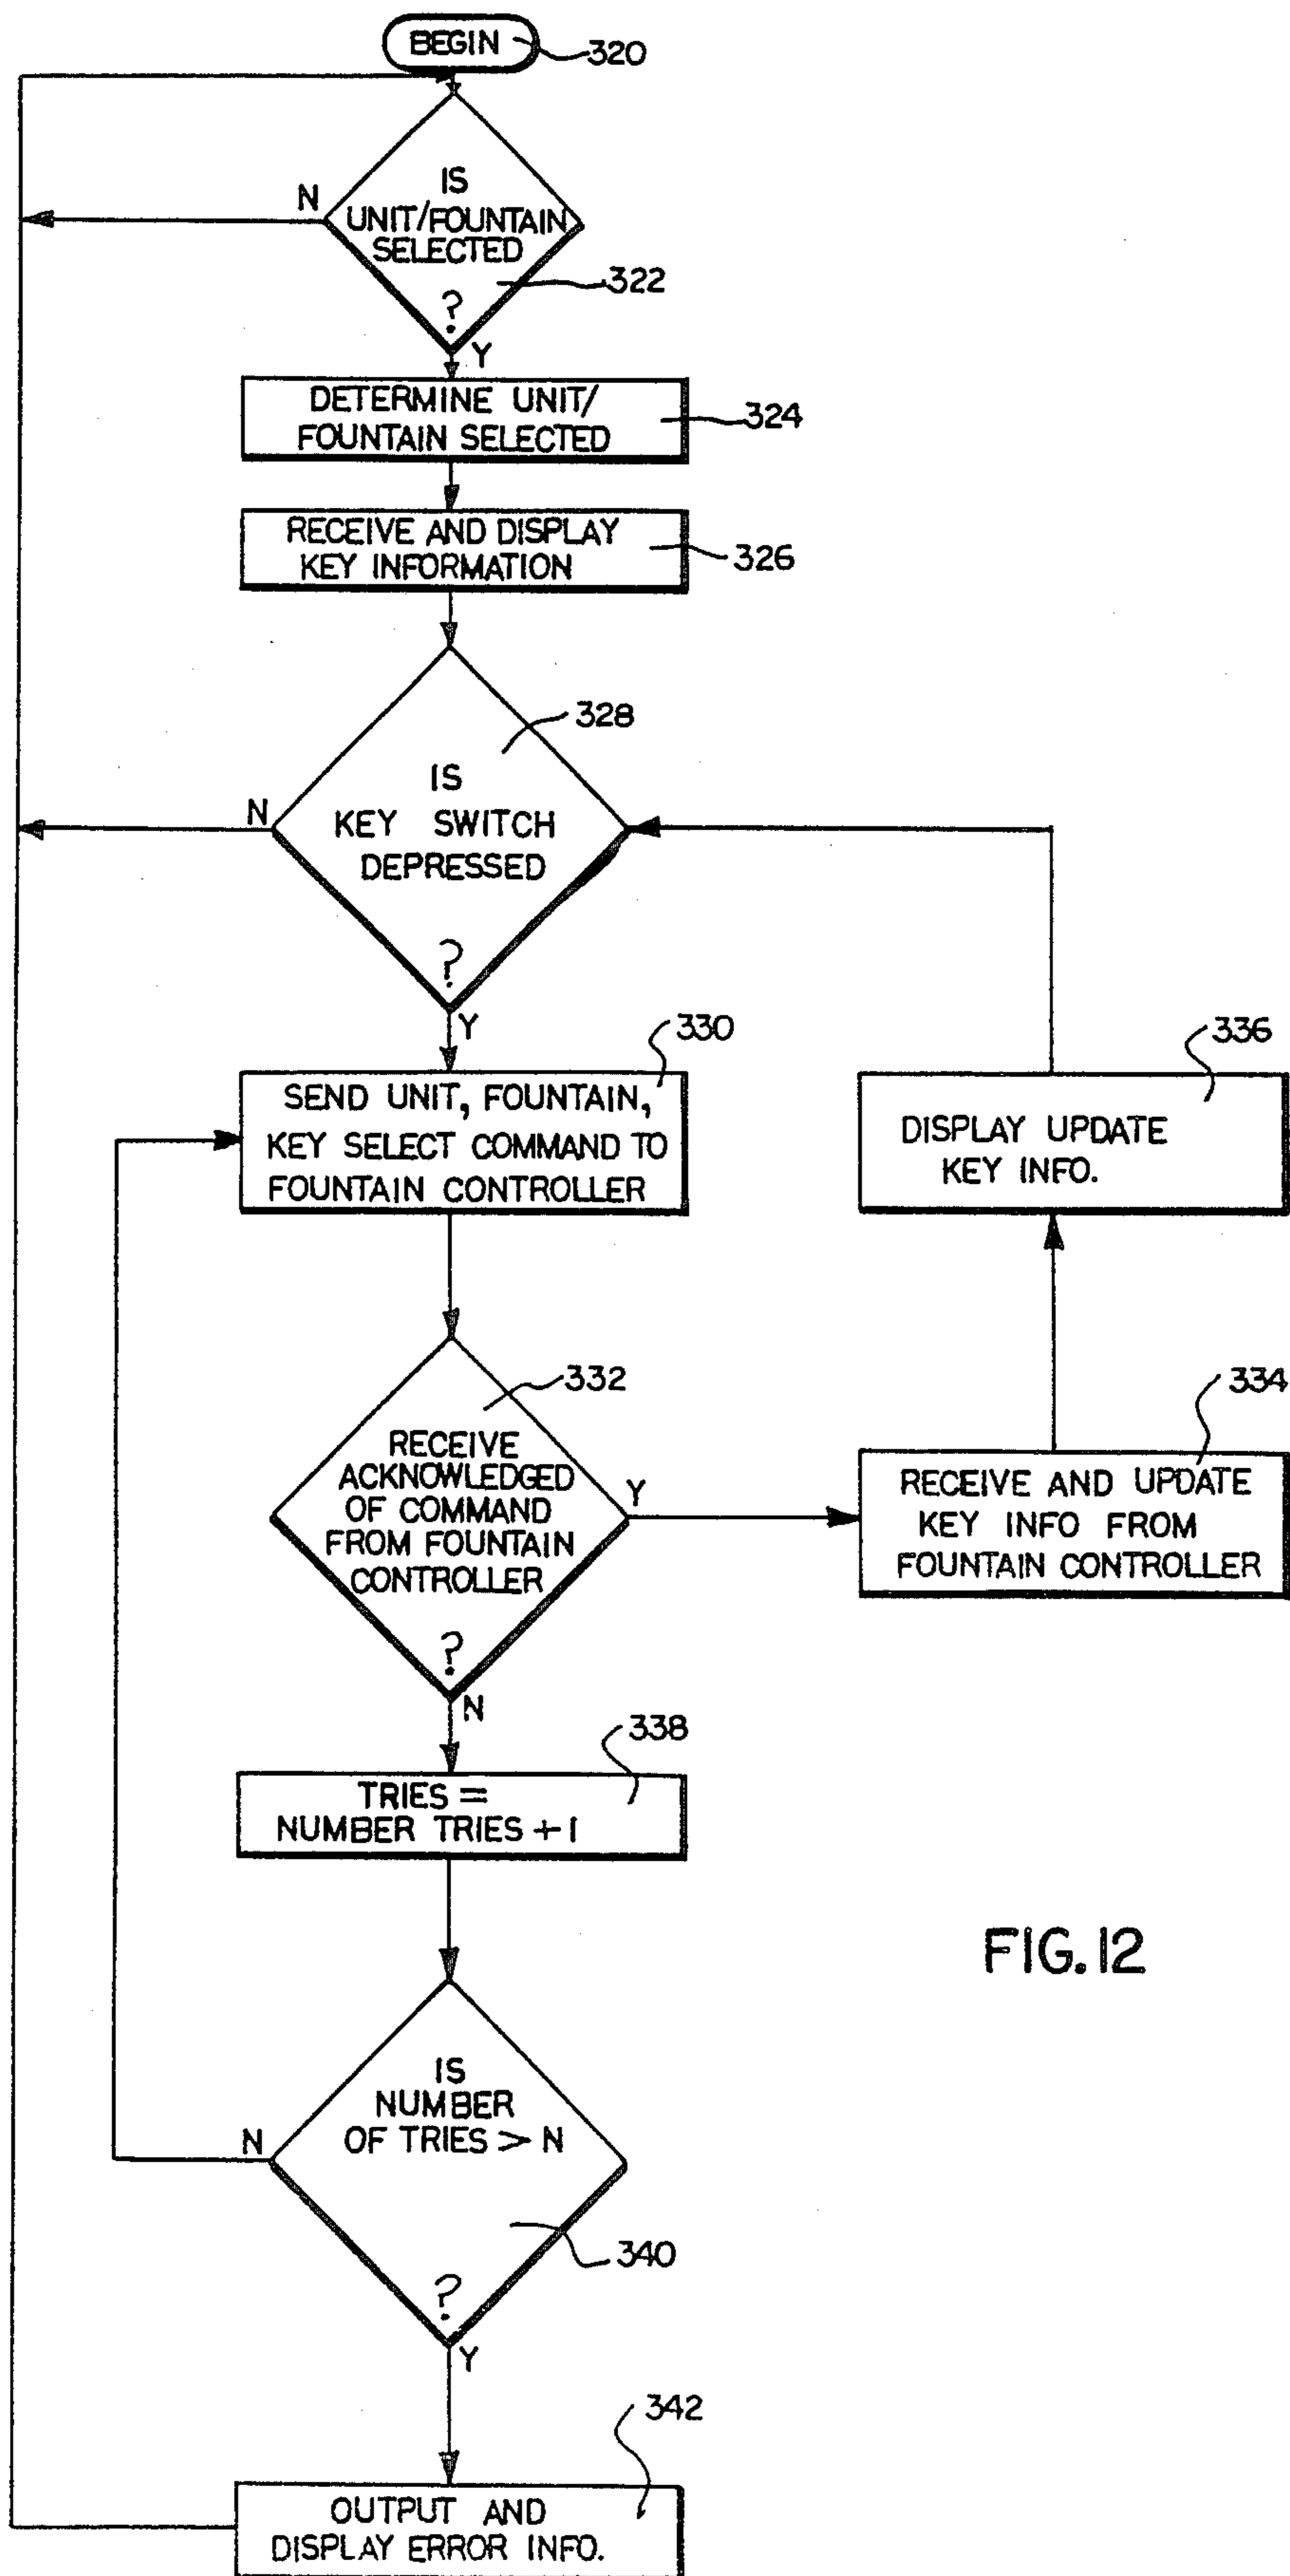 BEGIN
320
N
IS
UNIT/FOUNTAIN
SELECTED
?
322
Y
DETERMINE UNIT/
FOUNTAIN SELECTED
324
RECEIVE AND DISPLAY
KEY INFORMATION
326
328
N
IS
KEY SWITCH
DEPRESSED
?
Y
330
SEND UNIT, FOUNTAIN,
KEY SELECT COMMAND TO
FOUNTAIN CONTROLLER
336
DISPLAY UPDATE
KEY INFO.
332
RECEIVE
ACKNOWLEDGED
OF COMMAND
FROM FOUNTAIN
CONTROLLER
?
Y
334
RECEIVE AND UPDATE
KEY INFO FROM
FOUNTAIN CONTROLLER
N
338
TRIES =
NUMBER TRIES + 1
FIG. 12
IS
NUMBER
OF TRIES > N
N
340
?
Y
342
OUTPUT AND
DISPLAY ERROR INFO.